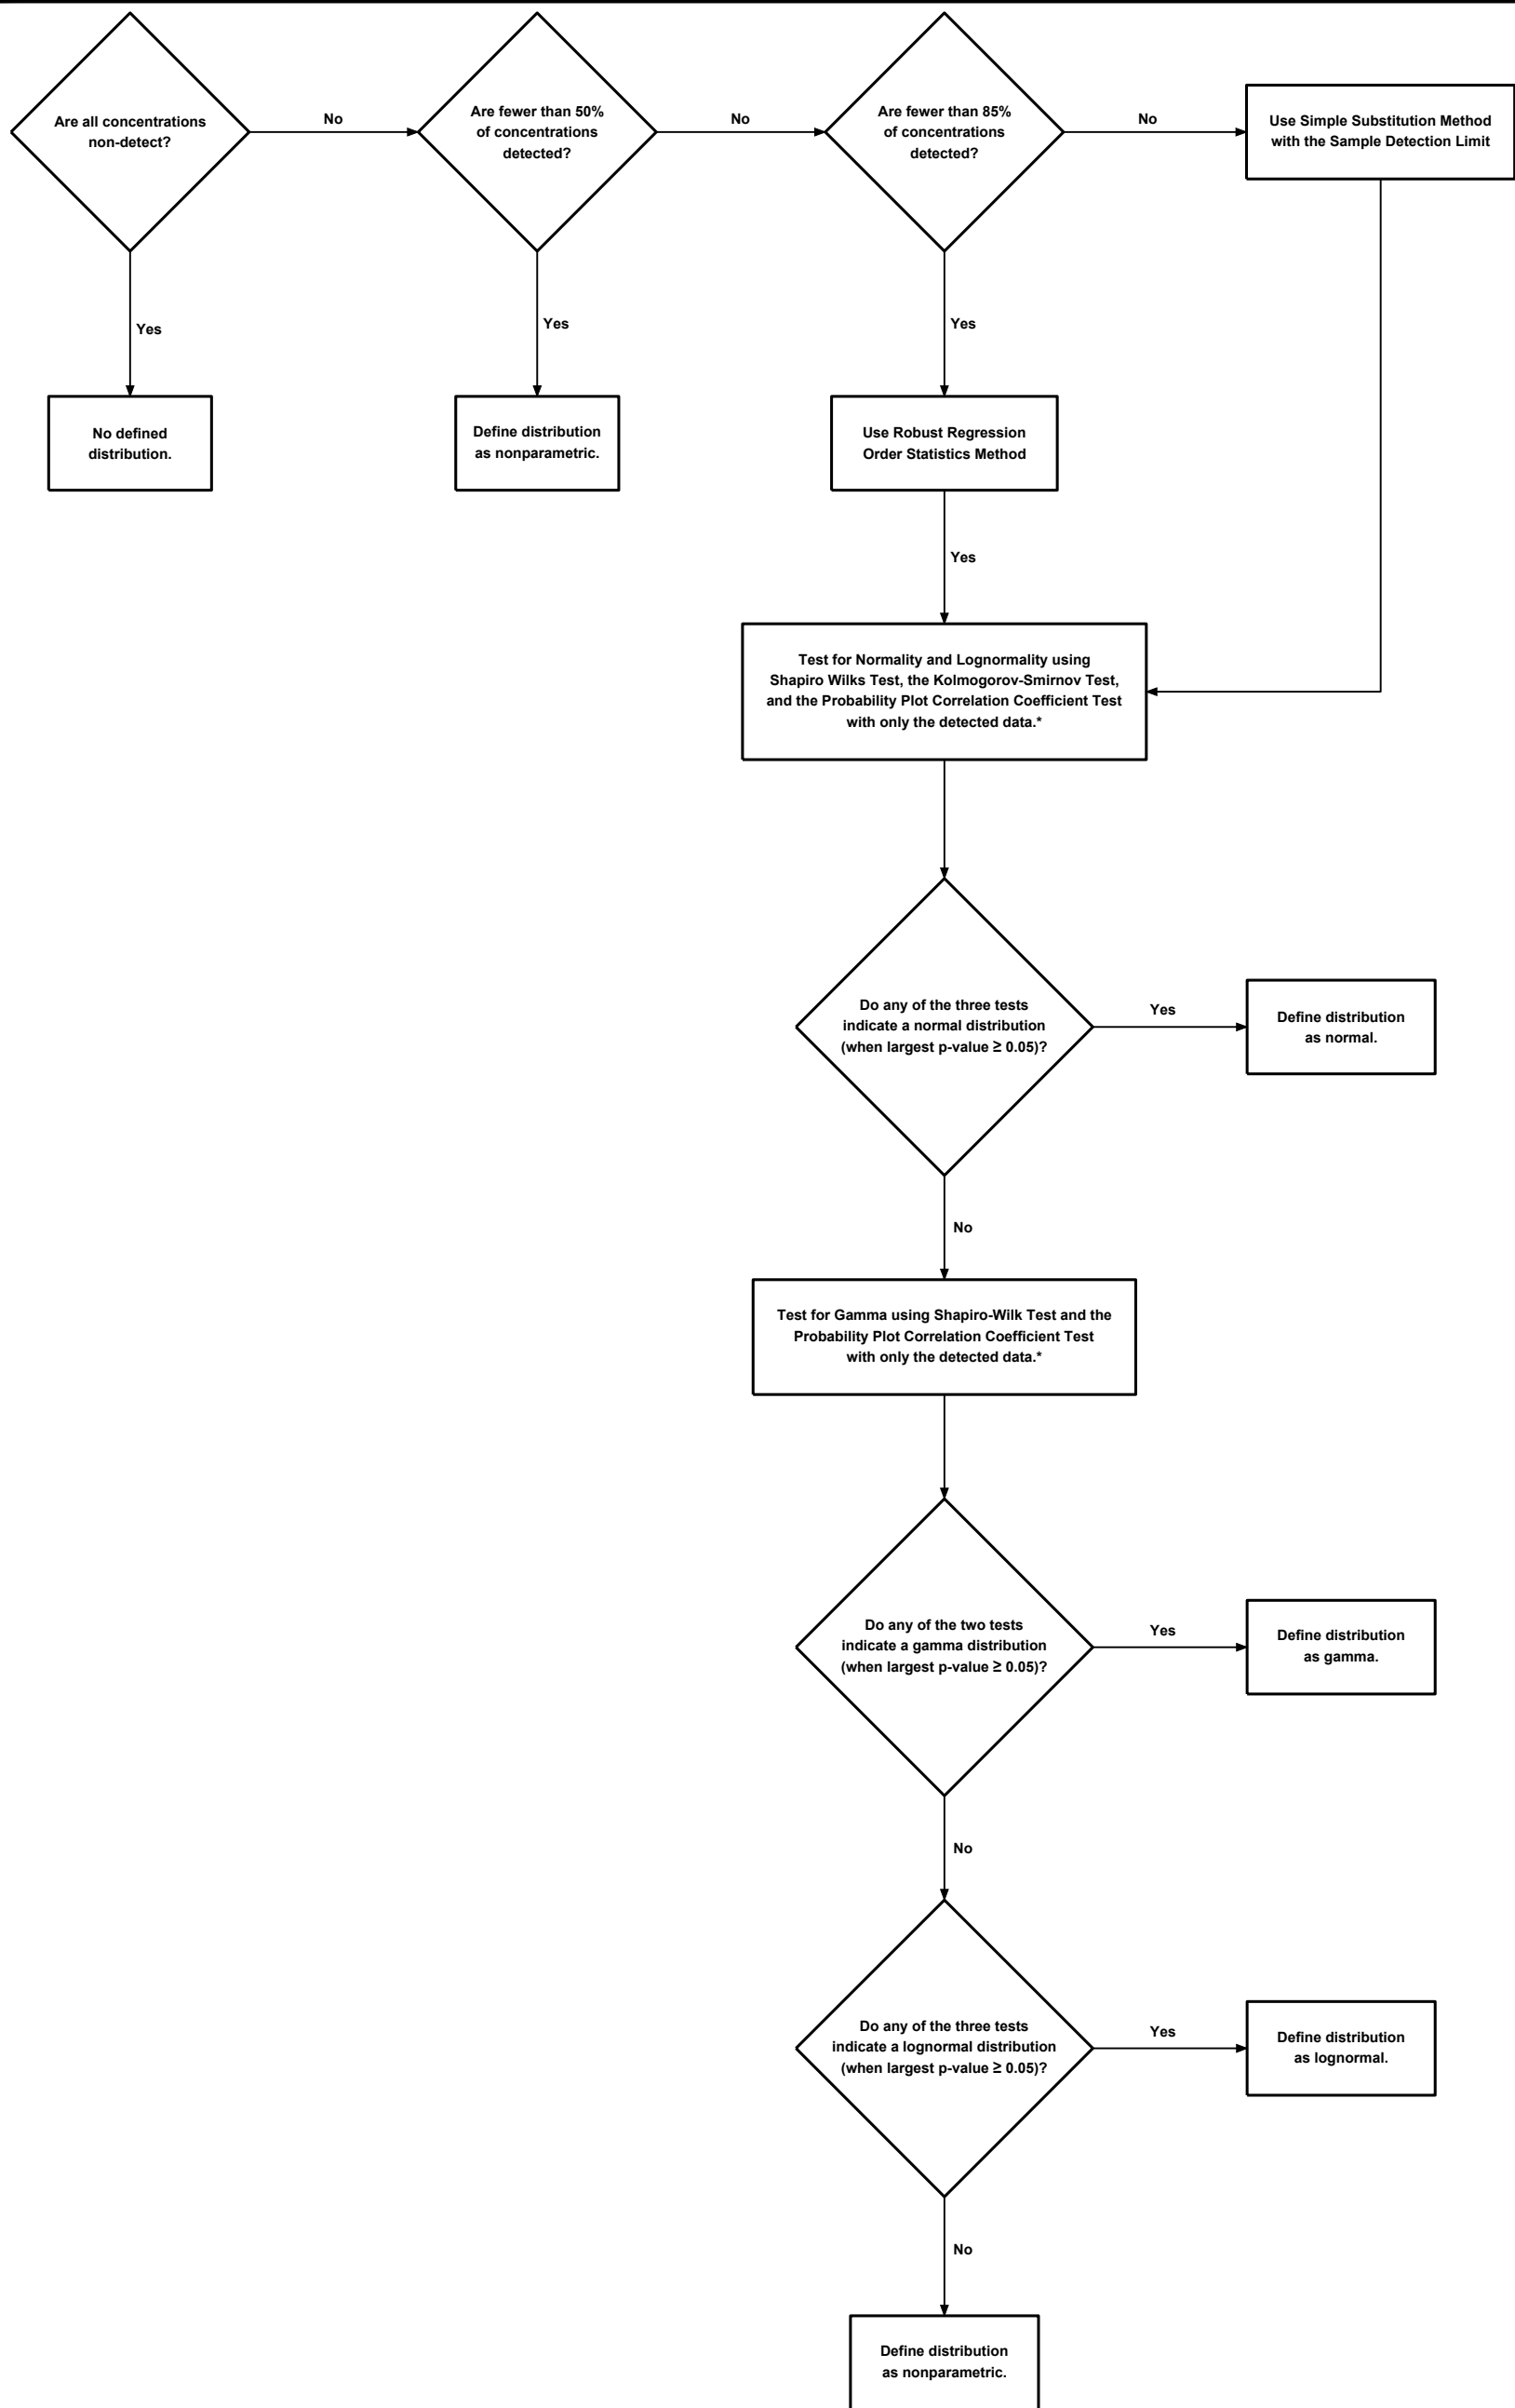 Are all concentrations
non-detect?
No
Are fewer than 50%
of concentrations
detected?
No
Are fewer than 85%
of concentrations
detected?
No
Use Simple Substitution Method
with the Sample Detection Limit
Yes
Yes
Yes
No defined
distribution.
Define distribution
as nonparametric.
Use Robust Regression
Order Statistics Method
Yes
Test for Normality and Lognormality using
Shapiro Wilks Test, the Kolmogorov-Smirnov Test,
and the Probability Plot Correlation Coefficient Test
with only the detected data.*
Do any of the three tests
indicate a normal distribution
(when largest p-value ≥ 0.05)?
Yes
Define distribution
as normal.
No
Test for Gamma using Shapiro-Wilk Test and the
Probability Plot Correlation Coefficient Test
with only the detected data.*
Do any of the two tests
indicate a gamma distribution
(when largest p-value ≥ 0.05)?
Yes
Define distribution
as gamma.
No
Do any of the three tests
indicate a lognormal distribution
(when largest p-value ≥ 0.05)?
Yes
Define distribution
as lognormal.
No
Define distribution
as nonparametric.